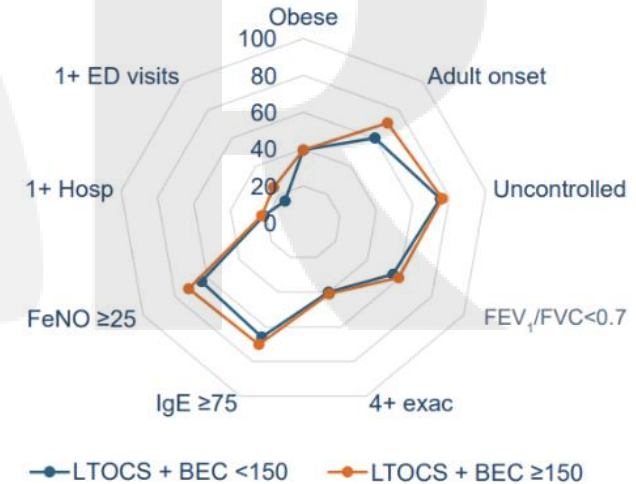 Obese
100
80
60
40
20
0
Adult onset
Uncontrolled
FEV₁/FVC<0.7
4+ exac
IgE ≥75
FeNO ≥25
1+ Hosp
1+ ED visits
LTOCS + BEC <150
LTOCS + BEC ≥150